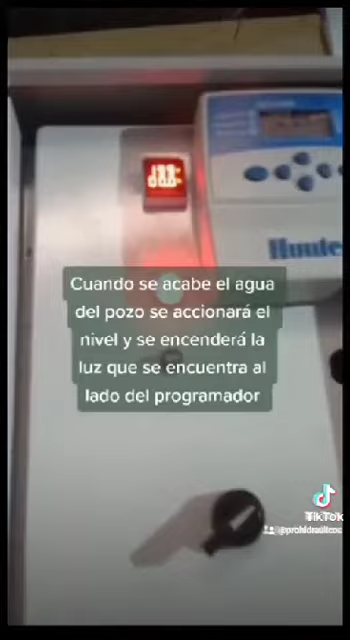 Hunte
Cuando se acabe el agua
del pozo se accionará el
nivel y se encenderá la
luz que se encuentra al
lado del programador
TikTok